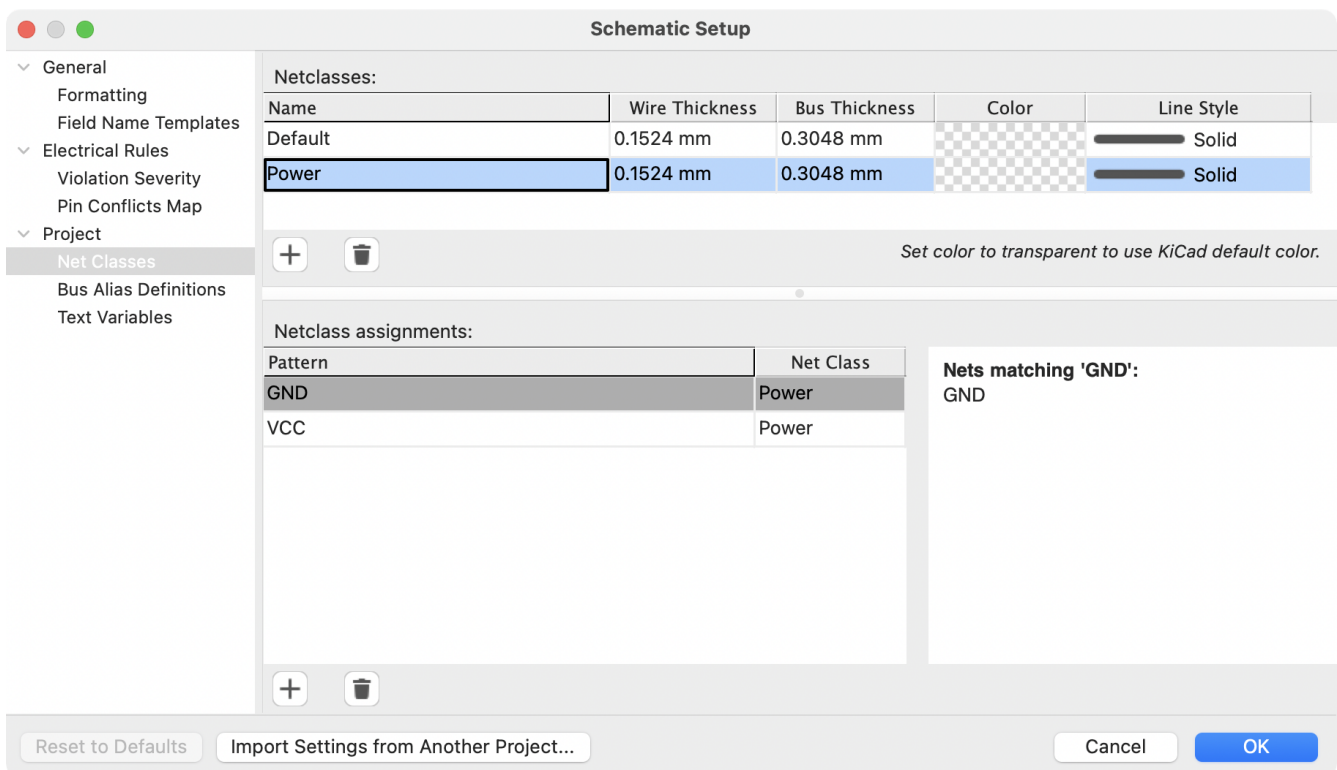 Schematic Setup
General
Formatting
Field Name Templates
Electrical Rules
Violation Severity
Pin Conflicts Map
Project
Net Classes
Bus Alias Definitions
Text Variables
Netclasses:
Name Wire Thickness Bus Thickness Color Line Style
Default 0.1524 mm 0.3048 mm Solid
Power 0.1524 mm 0.3048 mm Solid
Set color to transparent to use KiCad default color.
Netclass assignments:
Pattern Net Class
GND Power
VCC Power
Nets matching 'GND':
GND
Reset to Defaults Import Settings from Another Project... Cancel OK